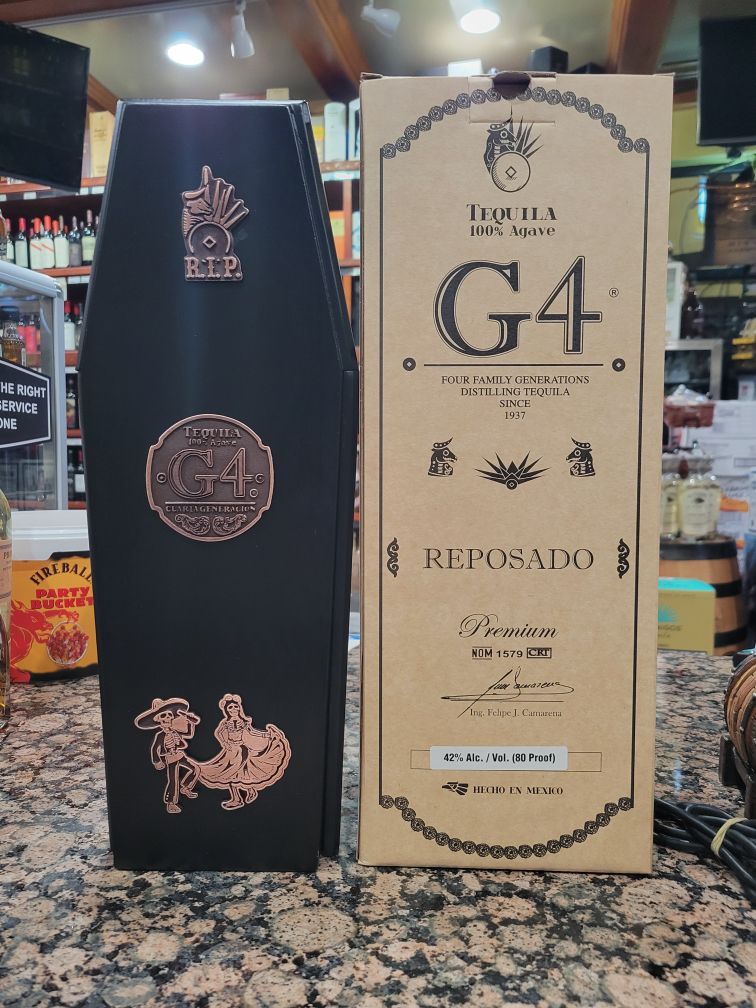 R.I.P.
TEQUILA
100% Agave
G4
CUARTA GENERACION
TEQUILA
100% Agave
G4®
FOUR FAMILY GENERATIONS
DISTILLING TEQUILA
SINCE
1937
REPOSADO
Premium
NOM 1579 CRT
Ing. Felipe J. Camarena
42% Alc. / Vol. (80 Proof)
HECHO EN MEXICO
HE RIGHT
SERVICE
ONE
FIREBALL
PARTY
BUCKET